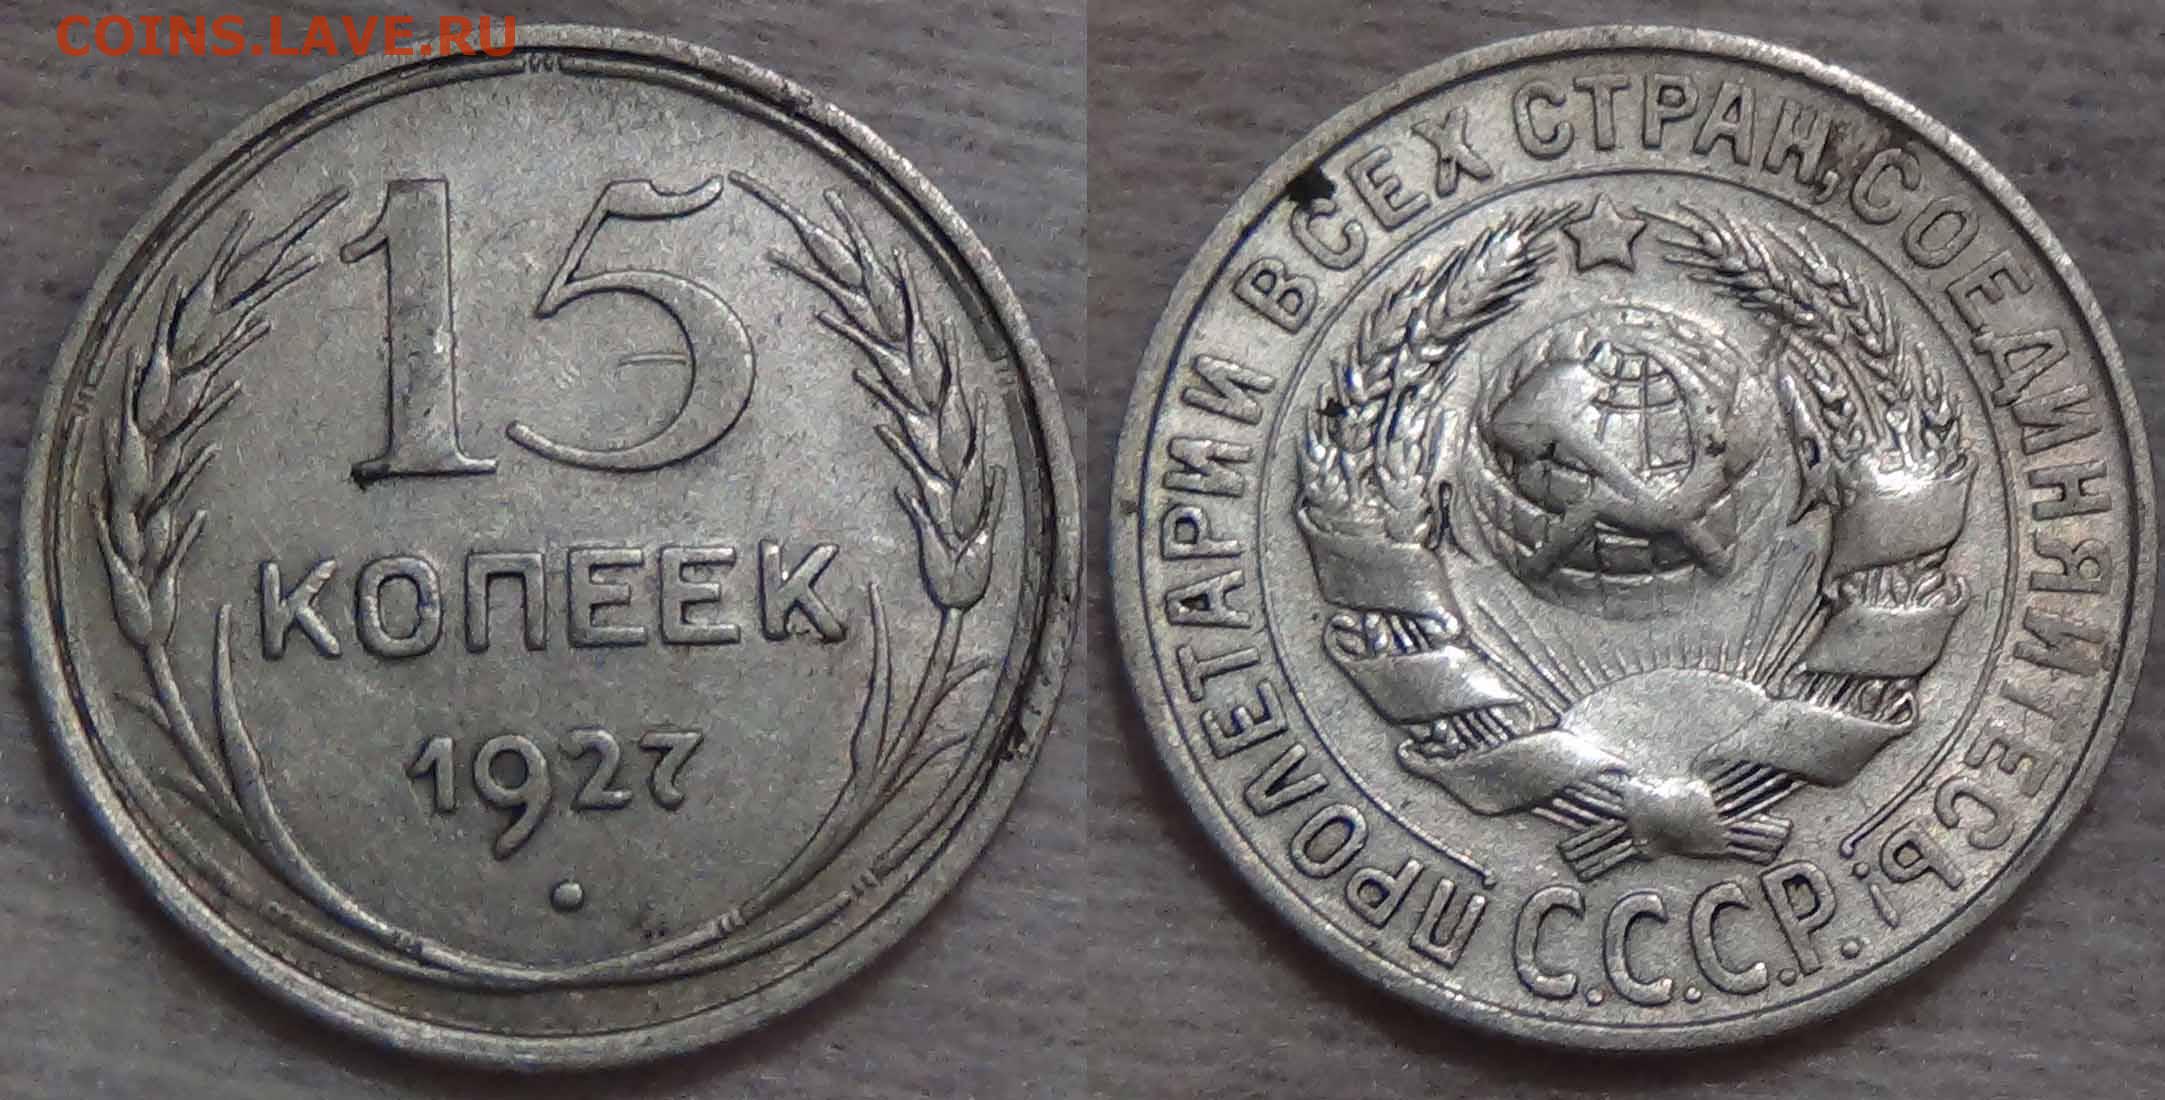 COINS.LAVE.RU
15
КОПЕЕК
1927
ПРОЛЕТАРИИ ВСЕХ СТРАН, СОЕДИНЯЙТЕСЬ!
С.С.С.Р.